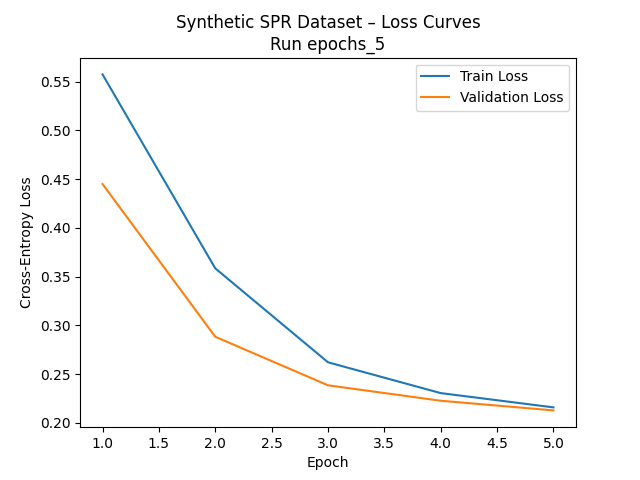 Synthetic SPR Dataset – Loss Curves
Run epochs_5
Train Loss
Validation Loss
Cross-Entropy Loss
0.55
0.50
0.45
0.40
0.35
0.30
0.25
0.20
1.0 1.5 2.0 2.5 3.0 3.5 4.0 4.5 5.0
Epoch